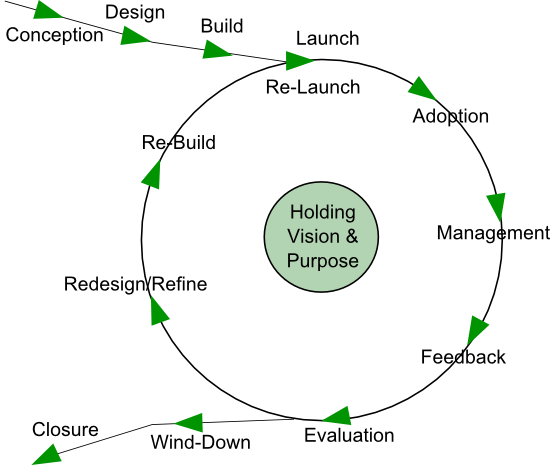 Conception
Design
Build
Launch
Re-Launch
Adoption
Management
Feedback
Evaluation
Wind-Down
Closure
Redesign/Refine
Re-Build
Holding
Vision &
Purpose